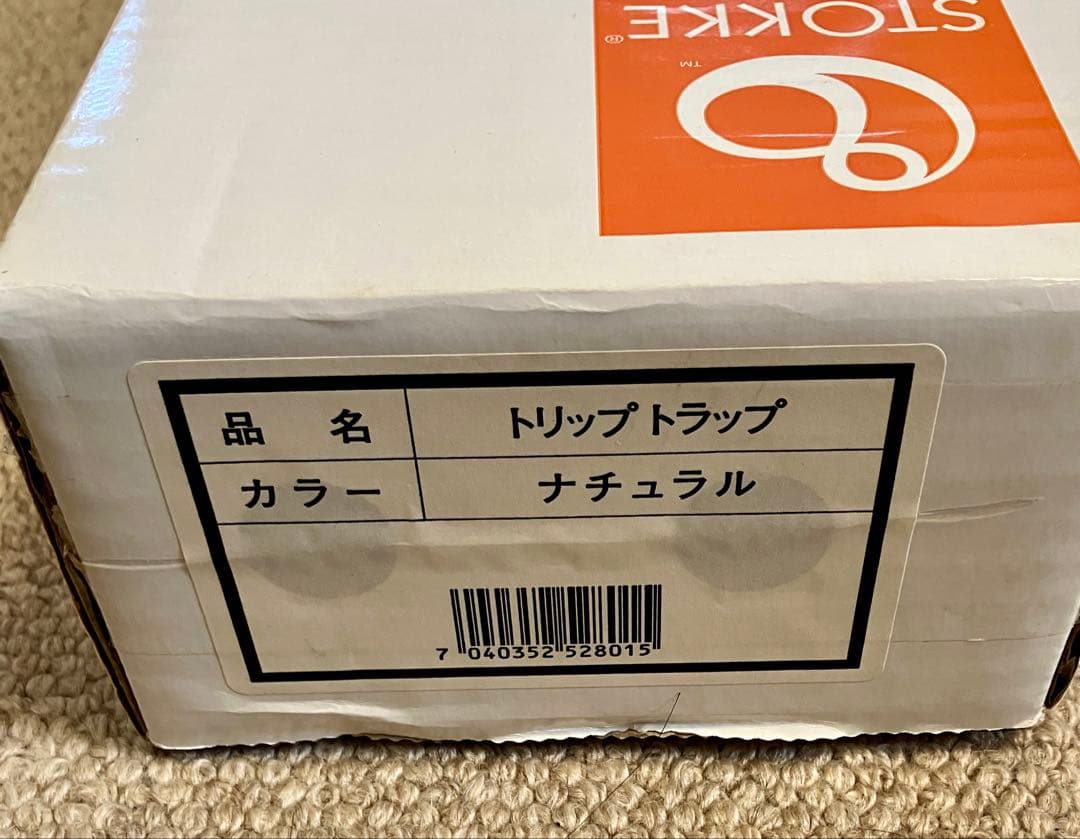 STOKKE®
™
品名 トリップ トラップ
カラー ナチュラル
7 040352 528015